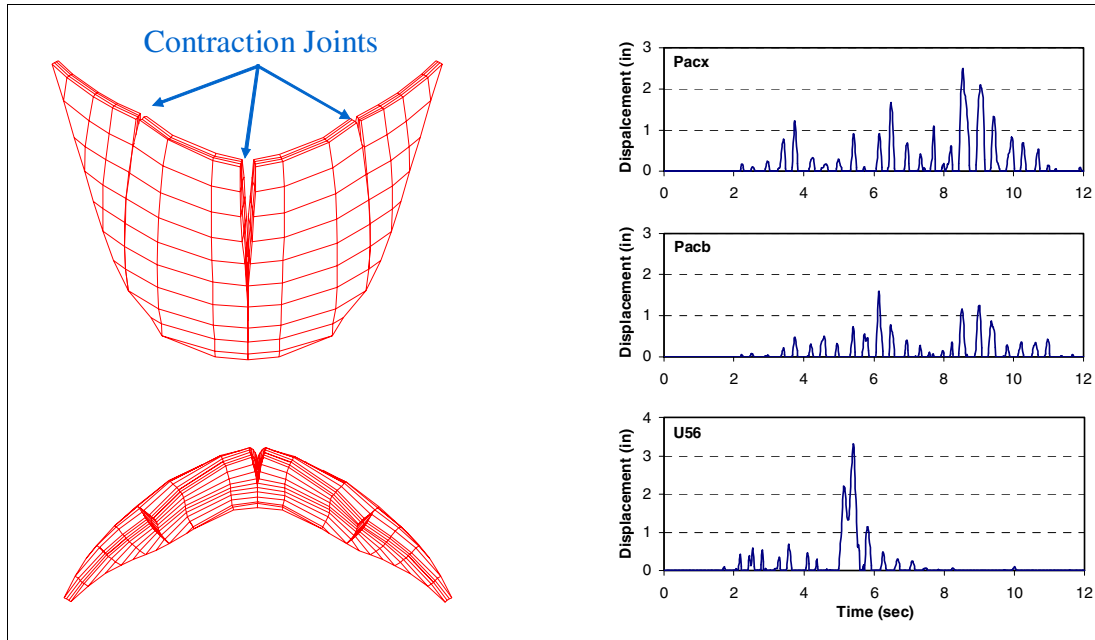 Contraction Joints
Dispalcement (in)
3
2
1
0
Pacx
0 2 4 6 8 10 12
Displacement (in)
3
2
1
0
Pacb
0 2 4 6 8 10 12
Displacement (in)
4
3
2
1
0
U56
0 2 4 6 8 10 12
Time (sec)